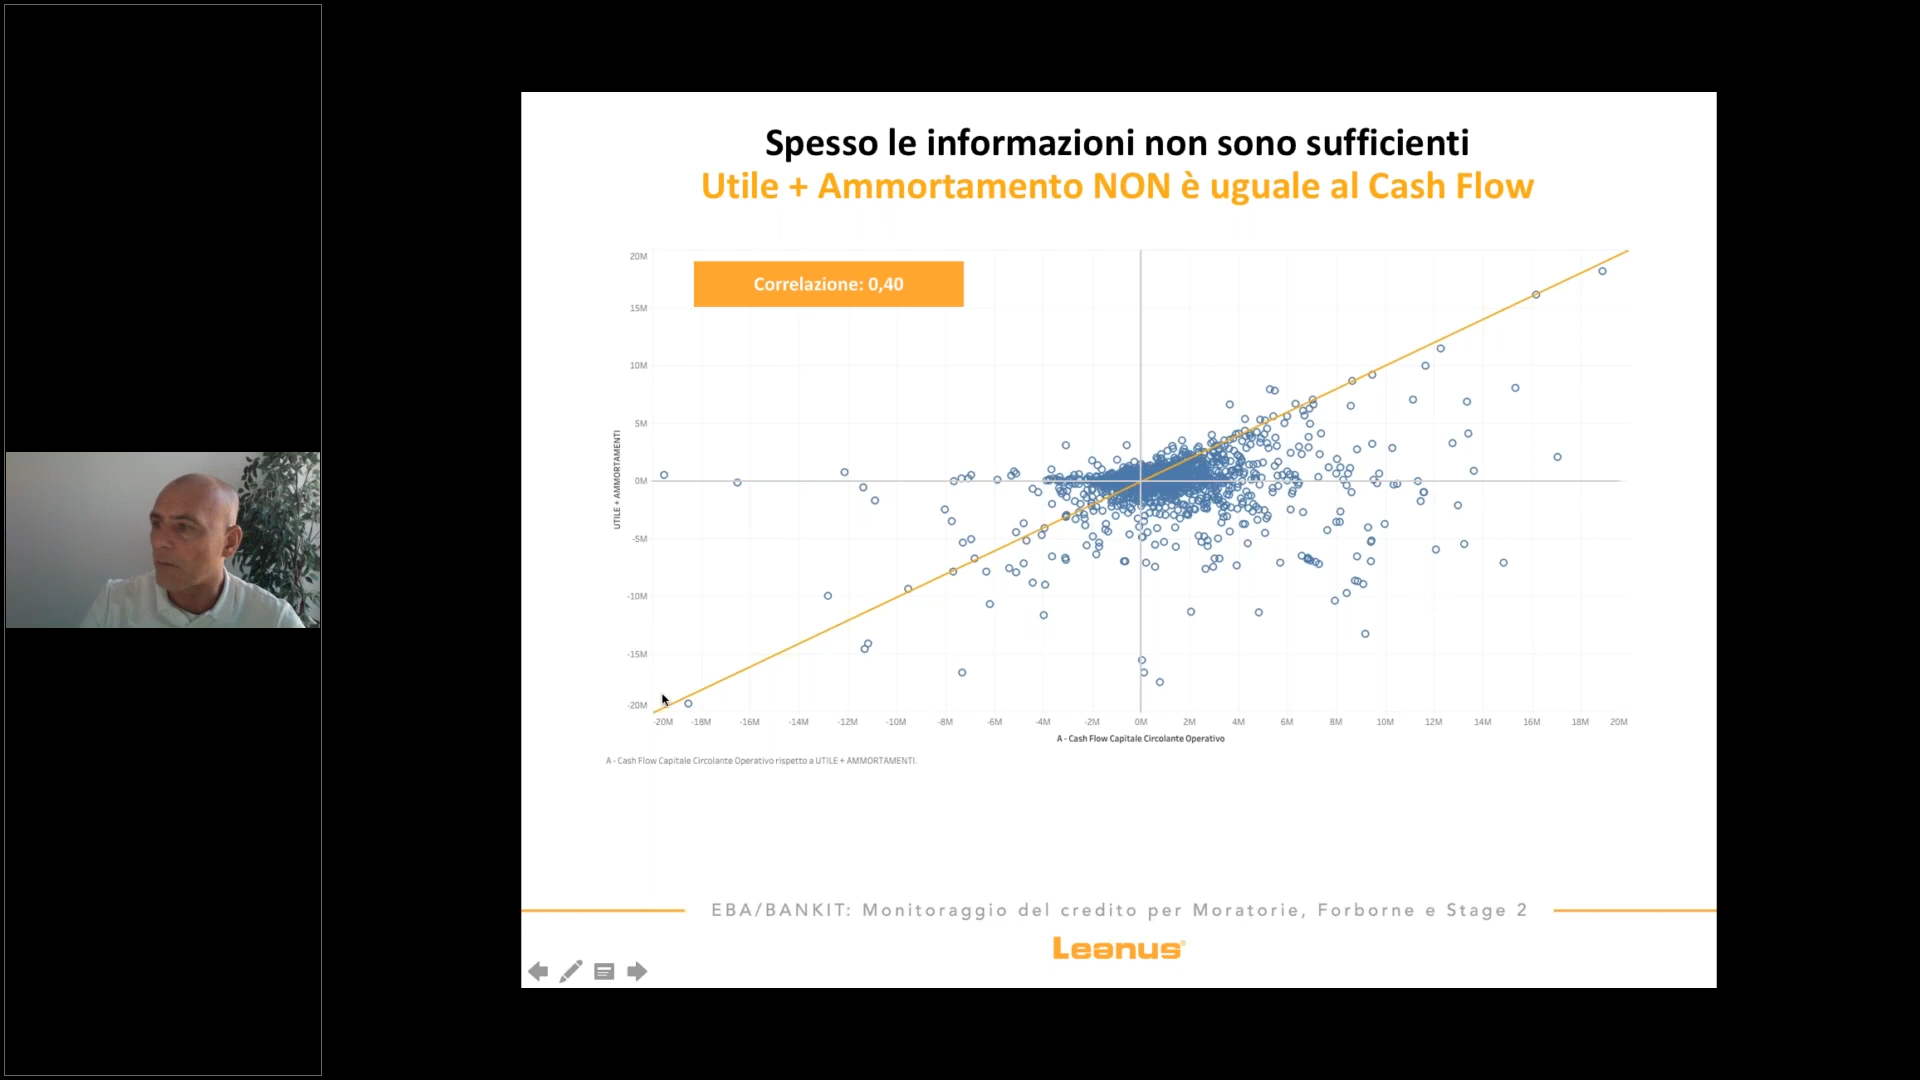 Spesso le informazioni non sono sufficienti
Utile + Ammortamento NON è uguale al Cash Flow
Correlazione: 0,40
20M
15M
10M
5M
0M
-5M
-10M
-15M
-20M
UTILE + AMMORTAMENTI
-20M -18M -16M -14M -12M -10M -8M -6M -4M -2M 0M 2M 4M 6M 8M 10M 12M 14M 16M 18M 20M
A - Cash Flow Capitale Circolante Operativo
A - Cash Flow Capitale Circolante Operativo rispetto a UTILE + AMMORTAMENTI.
EBA/BANKIT: Monitoraggio del credito per Moratorie, Forborne e Stage 2
Leanus